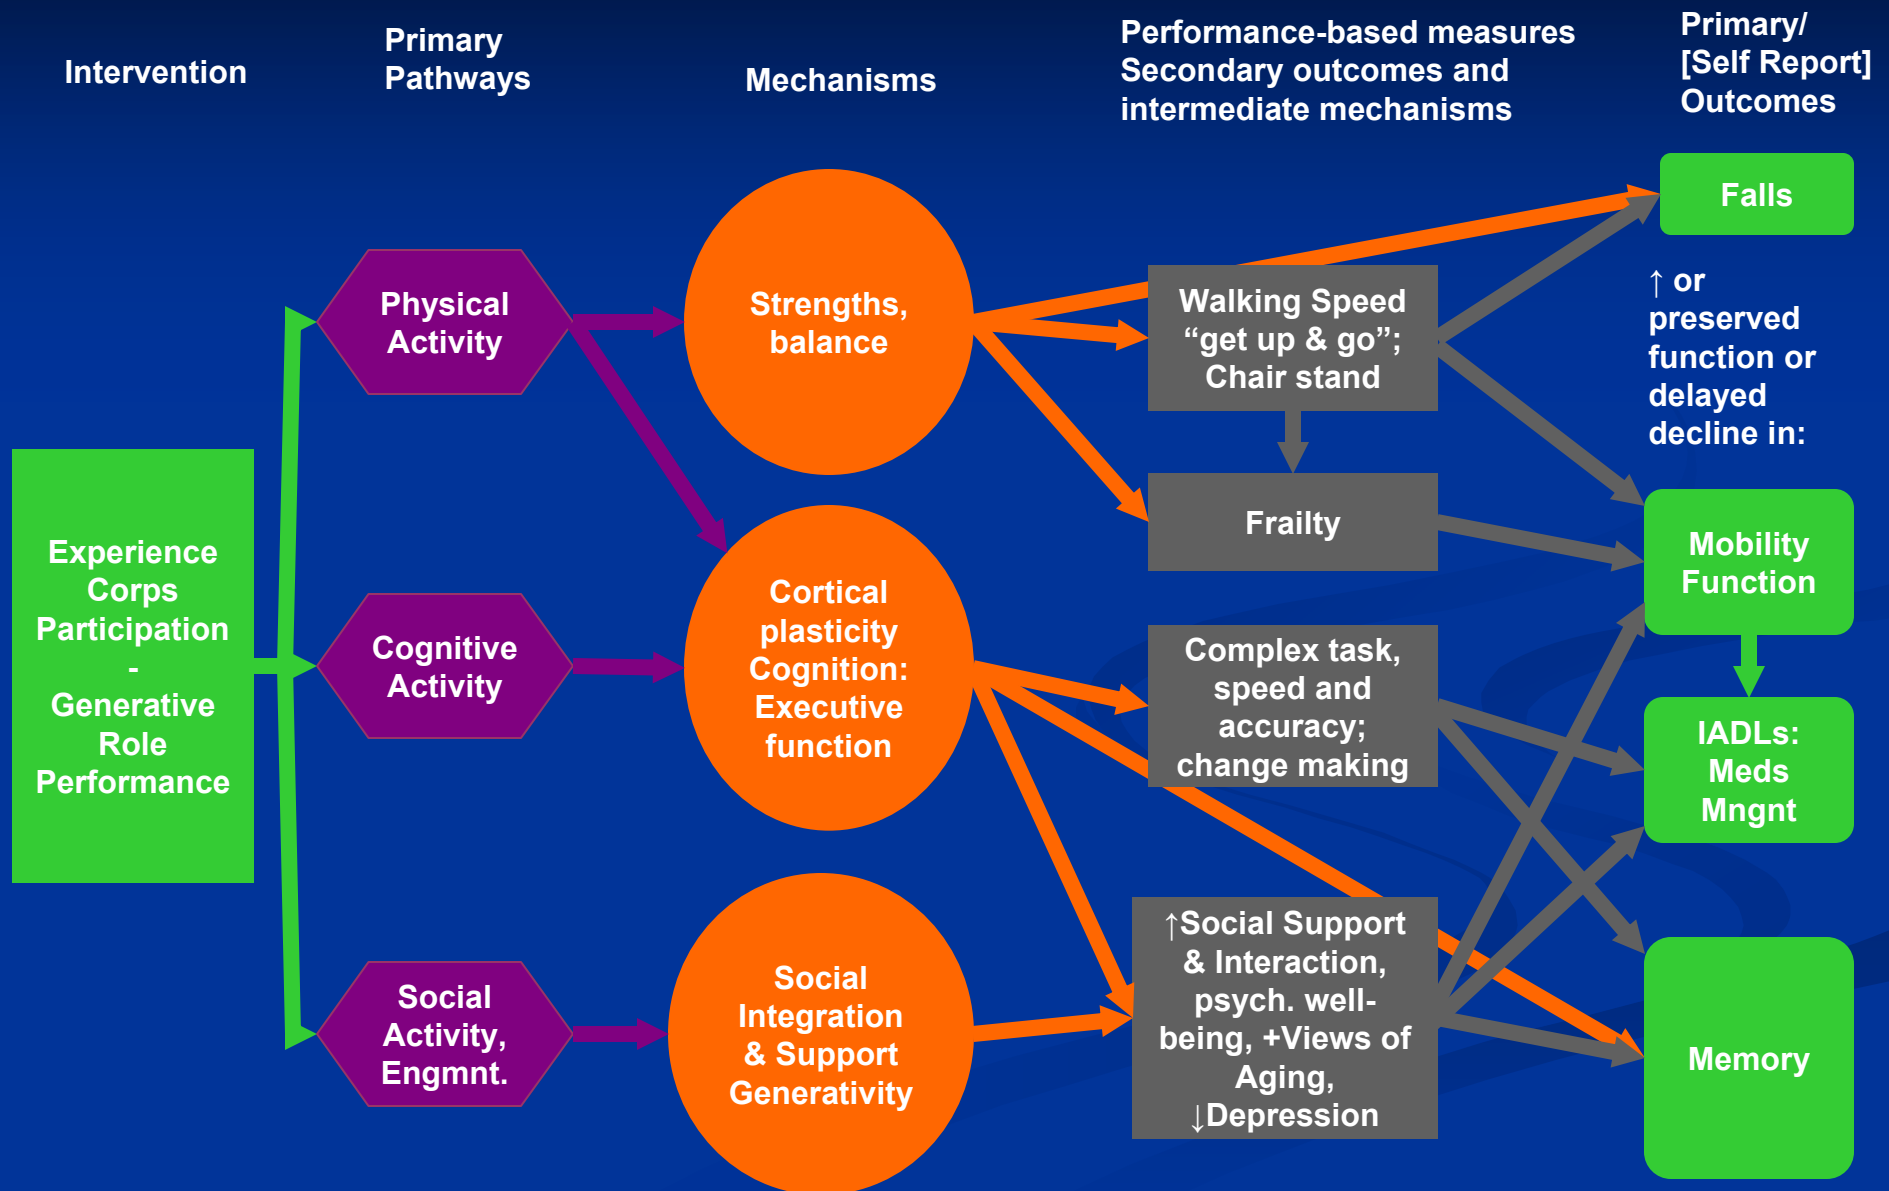 Intervention
Primary
Pathways
Mechanisms
Performance-based measures
Secondary outcomes and
intermediate mechanisms
Primary/
[Self Report]
Outcomes
Experience
Corps
Participation
-
Generative
Role
Performance
Physical
Activity
Cognitive
Activity
Social
Activity,
Engmnt.
Strengths,
balance
Cortical
plasticity
Cognition:
Executive
function
Social
Integration
& Support
Generativity
Walking Speed
“get up & go”;
Chair stand
Frailty
Complex task,
speed and
accuracy;
change making
↑Social Support
& Interaction,
psych. well-
being, +Views of
Aging,
↓Depression
Falls
↑ or
preserved
function or
delayed
decline in:
Mobility
Function
IADLs:
Meds
Mngnt
Memory